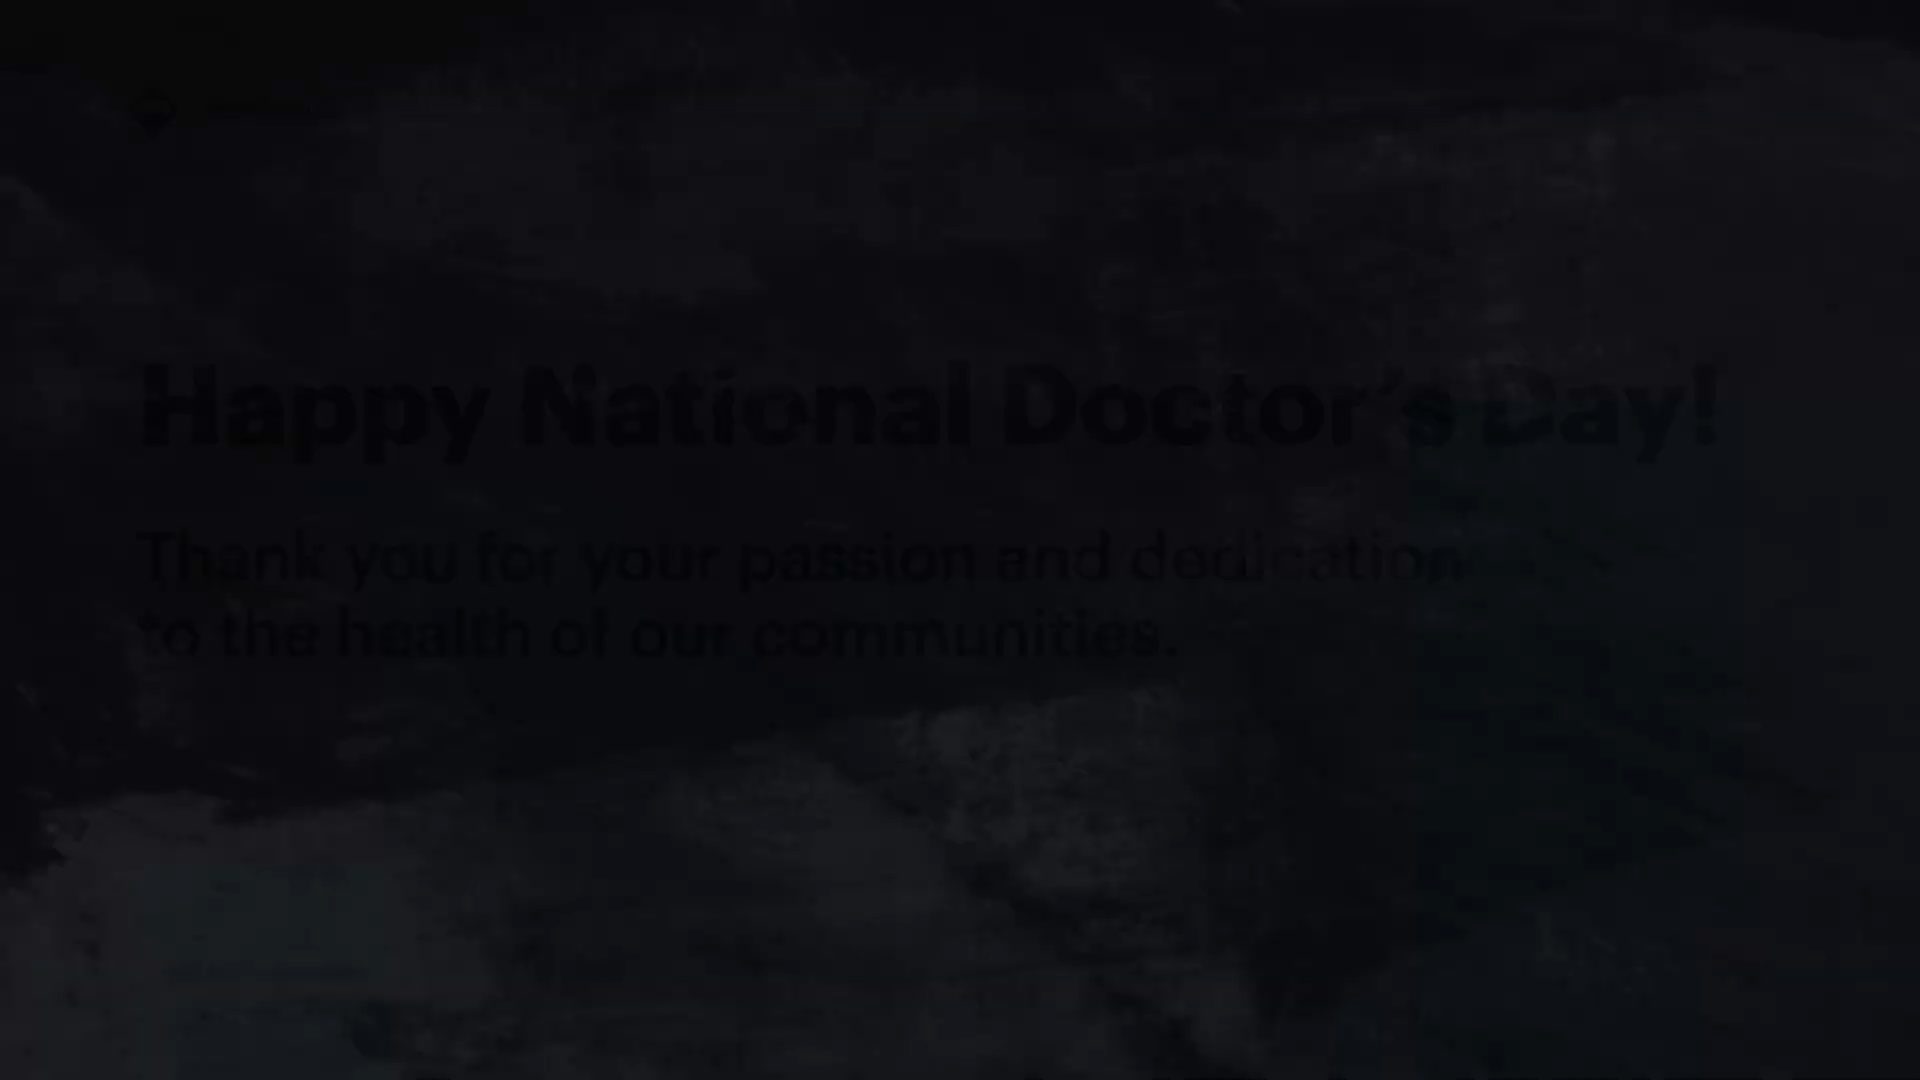 Happy National Doctor's Day!
Thank you for your passion and dedication
to the health of our communities.